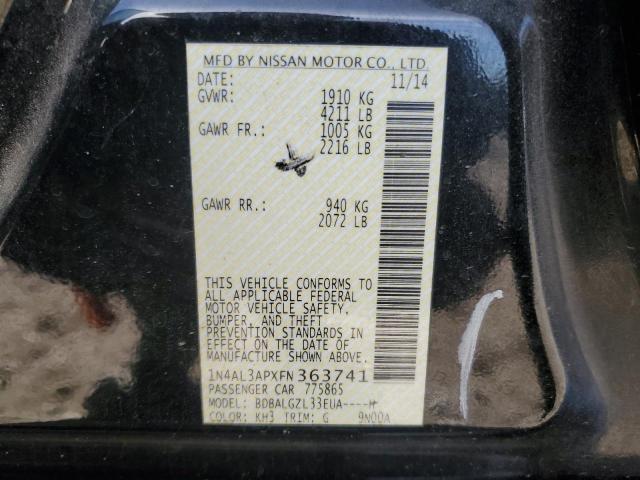 MFD BY NISSAN MOTOR CO., LTD.
DATE: 11/14
GVWR: 1910 KG
4211 LB
GAWR FR.: 1005 KG
2216 LB
GAWR RR.: 940 KG
2072 LB
THIS VEHICLE CONFORMS TO
ALL APPLICABLE FEDERAL
MOTOR VEHICLE SAFETY,
BUMPER, AND THEFT
PREVENTION STANDARDS IN
EFFECT ON THE DATE OF
MANUFACTURE SHOWN ABOVE.
1N4AL3APXFN363741
PASSENGER CAR 775865
MODEL: BDBALGZL33EUA----H
COLOR: KH3 TRIM: G 9N00A